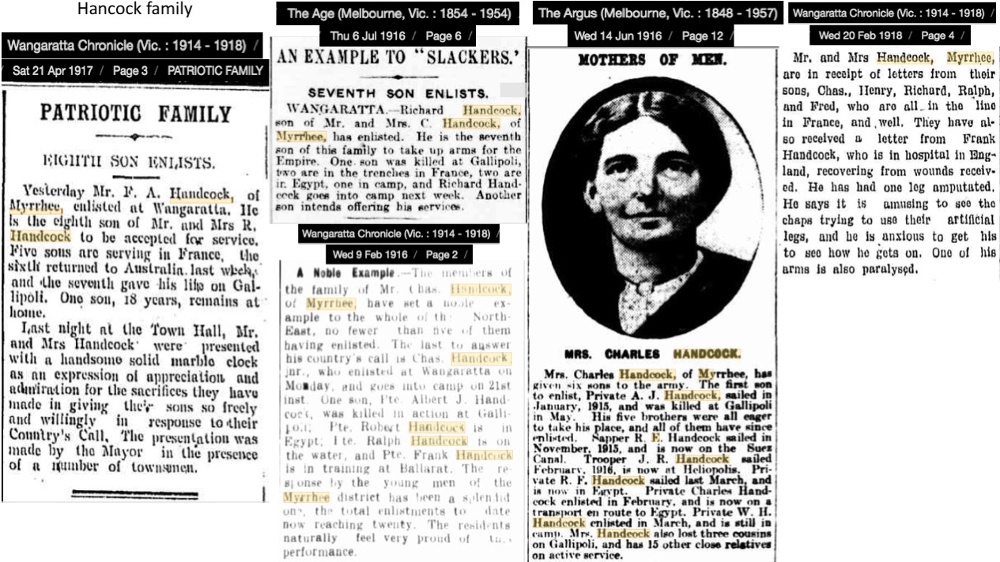 Hancock family
Wangaratta Chronicle (Vic. : 1914 - 1918) /
/ Sat 21 Apr 1917 / Page 3 / PATRIOTIC FAMILY
PATRIOTIC FAMILY
EIGHTH SON ENLISTS.
Yesterday Mr. F. A. Handcock, of
Myrrhee, enlisted at Wangaratta. He
is the eighth son of Mr. and Mrs R.
Handcock to be accepted for service.
Five sons are serving in France, the
sixth returned to Australia last week,
and the seventh gave his life on Gal-
lipoli. One son, 18 years, remains at
home.
Last night at the Town Hall, Mr.
and Mrs Handcock were presented
with a handsome solid marble clock
as an expression of appreciation and
admiration for the sacrifices they have
made in giving their sons so freely
and willingly in response to their
Country's Call. The presentation was
made by the Mayor in the presence
of a number of townsmen.
The Age (Melbourne, Vic. : 1854 - 1954) /
Thu 6 Jul 1916 / Page 6 /
AN EXAMPLE TO "SLACKERS.'
SEVENTH SON ENLISTS.
WANGARATTA.—Richard Handcock,
son of Mr. and Mrs. C. Handcock, of
Myrrhee, has enlisted. He is the seventh
son of this family to take up arms for the
Empire. One son was killed at Gallipoli,
two are in the trenches in France, two are
in Egypt, one in camp, and Richard Hand-
cock goes into camp next week. Another
son intends offering his services.
Wangaratta Chronicle (Vic. : 1914 - 1918) /
Wed 9 Feb 1916 / Page 2 /
A Noble Example.—The members of
the family of Mr. Chas. Handcock,
of Myrrhee, have set a noble ex-
ample to the whole of the North-
East, no fewer than five of them
having enlisted. The last to answer
his country's call is Chas. Handcock,
jnr., who enlisted at Wangaratta on
Monday, and goes into camp on 21st
inst. One son, Pte. Albert J. Hand-
cock, was killed in action at Galli-
poli; Pte. Robert Handcock is in
Egypt; Pte. Ralph Handcock is on
the water, and Pte. Frank Handcock
is in training at Ballarat. The re-
sponse by the young men of the
Myrrhee district has been a splendid
one, the total enlistments to date
now reaching twenty. The residents
naturally feel very proud of this
performance.
The Argus (Melbourne, Vic. : 1848 - 1957) /
Wed 14 Jun 1916 / Page 12 /
MOTHERS OF MEN.
MRS. CHARLES HANDCOCK.
Mrs. Charles Handcock, of Myrrhee, has
given six sons to the army. The first son
to enlist, Private A. J. Handcock, sailed in
January, 1915, and was killed at Gallipoli
in May. His five brothers were all eager
to take his place, and all of them have since
enlisted. Sapper R. E. Handcock sailed in
November, 1915, and is now on the Suez
Canal. Trooper J. R. Handcock sailed
February, 1916, is now at Heliopolis. Pri-
vate R. F. Handcock sailed last March, and
is now in Egypt. Private Charles Hand-
cock enlisted in February, and is now on a
transport en route to Egypt. Private W. H.
Handcock enlisted in March, and is still in
camp. Mrs. Handcock also lost three cousins
on Gallipoli, and has 15 other close relatives
on active service.
Wangaratta Chronicle (Vic. : 1914 - 1918) /
Wed 20 Feb 1918 / Page 4 /
Mr. and Mrs Handcock, Myrrhee,
are in receipt of letters from their
sons, Chas., Henry, Richard, Ralph,
and Fred, who are all in the line
in France, and well. They have al-
so received a letter from Frank
Handcock, who is in hospital in Eng-
land, recovering from wounds receiv-
ed. He has had one leg amputated.
He says it is amusing to see the
chaps trying to use their artificial
legs, and he is anxious to get his
to see how he gets on. One of his
arms is also paralysed.